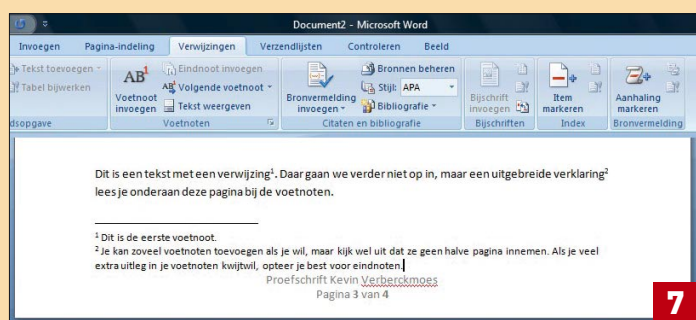 Document2 - Microsoft Word
Invoegen Pagina-indeling Verwijzingen Verzendlijsten Controleren Beeld
Tekst toevoegen
Tabel bijwerken
dsopgave
AB1
Voetnoot
invoegen
Eindnoot invoegen
AB1 Volgende voetnoot
Tekst weergeven
Voetnoten
Bronvermelding
invoegen
Bronnen beheren
Stijl: APA
Bibliografie
Citaten en bibliografie
Bijschrift
invoegen
Bijschriften
Item
markeren
Index
Aanhaling
markeren
Bronvermelding
Dit is een tekst met een verwijzing¹. Daar gaan we verder niet op in, maar een uitgebreide verklaring²
lees je onderaan deze pagina bij de voetnoten.
¹ Dit is de eerste voetnoot.
² Je kan zoveel voetnoten toevoegen als je wil, maar kijk wel uit dat ze geen halve pagina innemen. Als je veel
extra uitleg in je voetnoten kwijt wil, opteer je best voor eindnoten.
Proefschrift Kevin Verberckmoes
Pagina 3 van 4
7